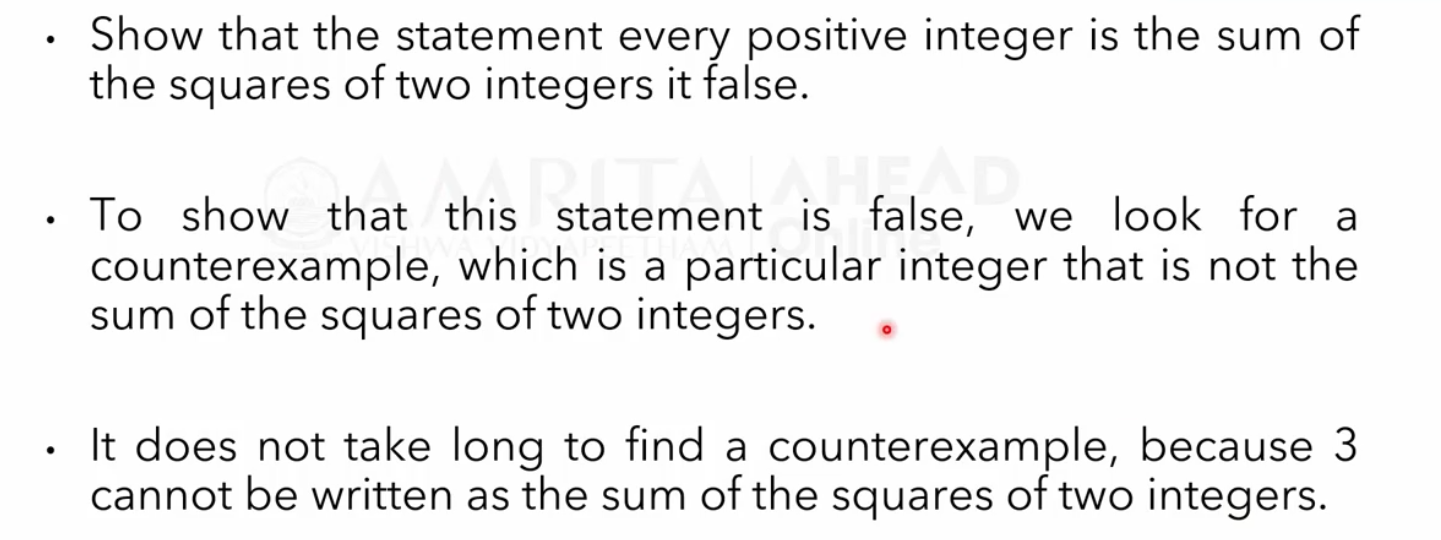 • Show that the statement every positive integer is the sum of
the squares of two integers it false.
AMRITA AHEAD
VISHWA VIDYAPEETHAM Online
• To show that this statement is false, we look for a
counterexample, which is a particular integer that is not the
sum of the squares of two integers.
• It does not take long to find a counterexample, because 3
cannot be written as the sum of the squares of two integers.